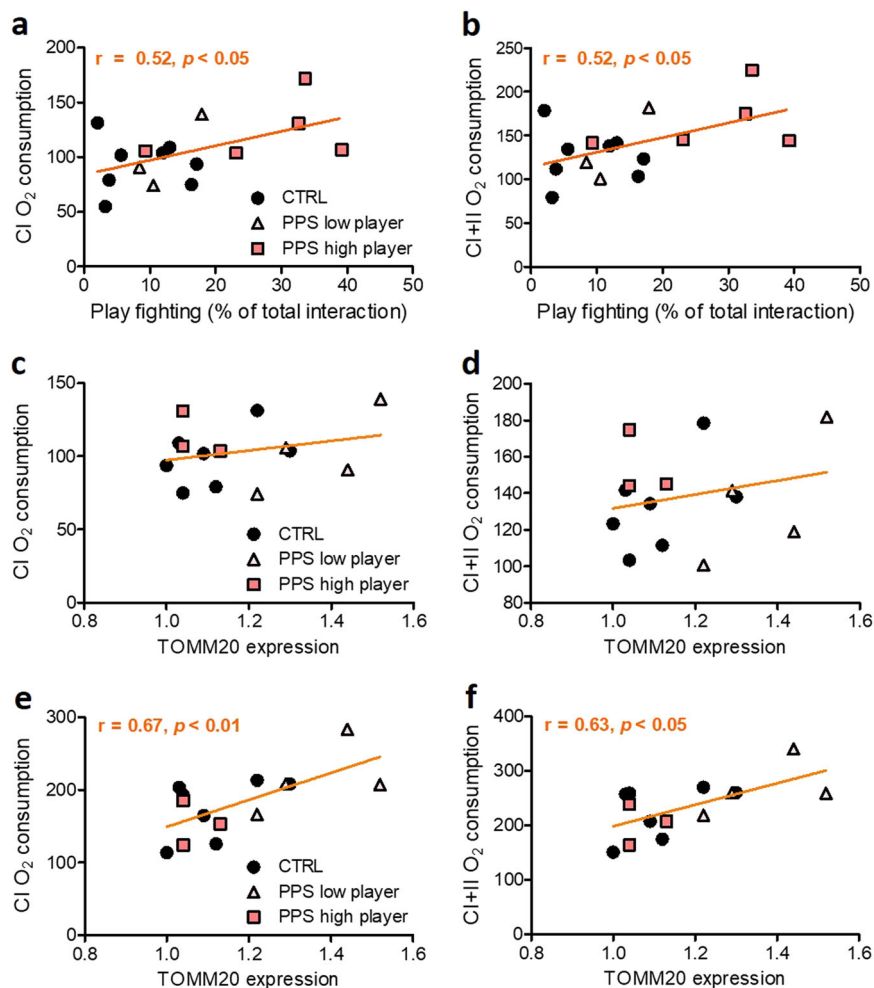 a
r = 0.52, p < 0.05
CI O2 consumption
200
150
100
50
0
CTRL
PPS low player
PPS high player
0 10 20 30 40 50
Play fighting (% of total interaction)
b
r = 0.52, p < 0.05
CI+II O2 consumption
250
200
150
100
50
0
0 10 20 30 40 50
Play fighting (% of total interaction)
c
CI O2 consumption
150
100
50
0
CTRL
PPS low player
PPS high player
0.8 1.0 1.2 1.4 1.6
TOMM20 expression
d
CI+II O2 consumption
200
180
160
140
120
100
80
0.8 1.0 1.2 1.4 1.6
TOMM20 expression
e
r = 0.67, p < 0.01
CI O2 consumption
300
200
100
0
CTRL
PPS low player
PPS high player
0.8 1.0 1.2 1.4 1.6
TOMM20 expression
f
r = 0.63, p < 0.05
CI+II O2 consumption
400
300
200
100
0
0.8 1.0 1.2 1.4 1.6
TOMM20 expression